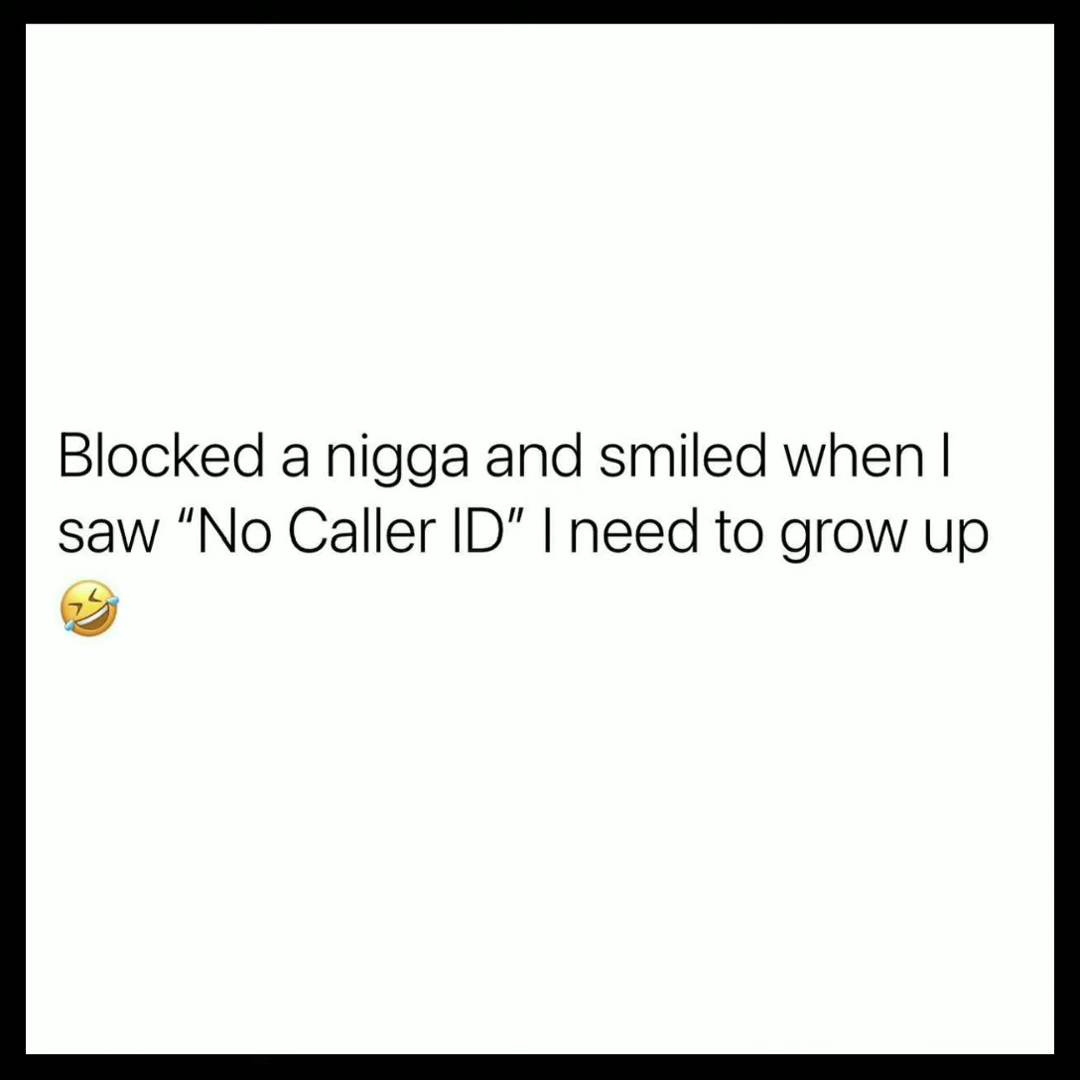 Blocked a nigga and smiled when I
saw “No Caller ID” I need to grow up
🤣